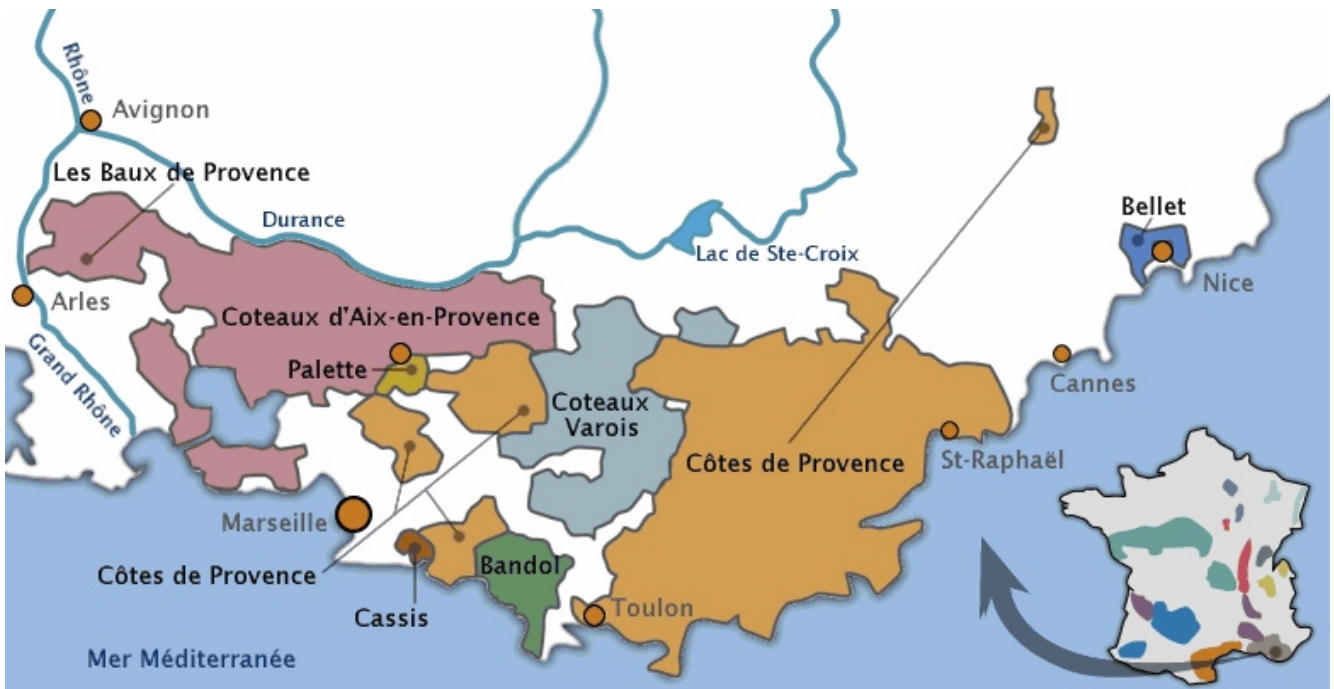 Rhône
Avignon
Les Baux de Provence
Durance
Bellet
Lac de Ste-Croix
Nice
Arles
Coteaux d'Aix-en-Provence
Grand Rhône
Palette
Cannes
Coteaux
Varois
Côtes de Provence
St-Raphaël
Marseille
Côtes de Provence
Bandol
Cassis
Toulon
Mer Méditerranée